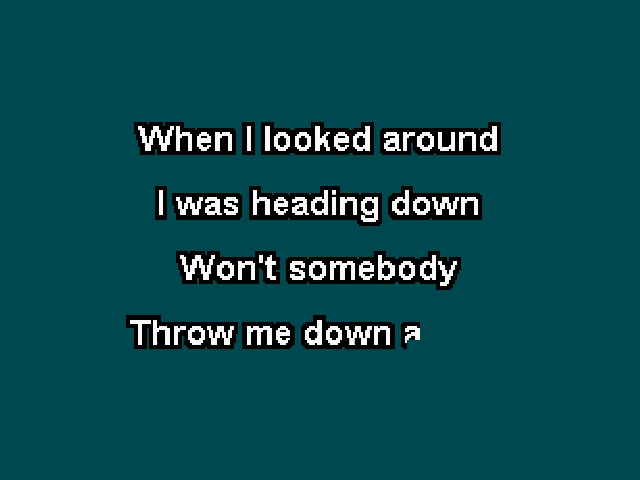 When I looked around
I was heading down
Won't somebody
Throw me down a